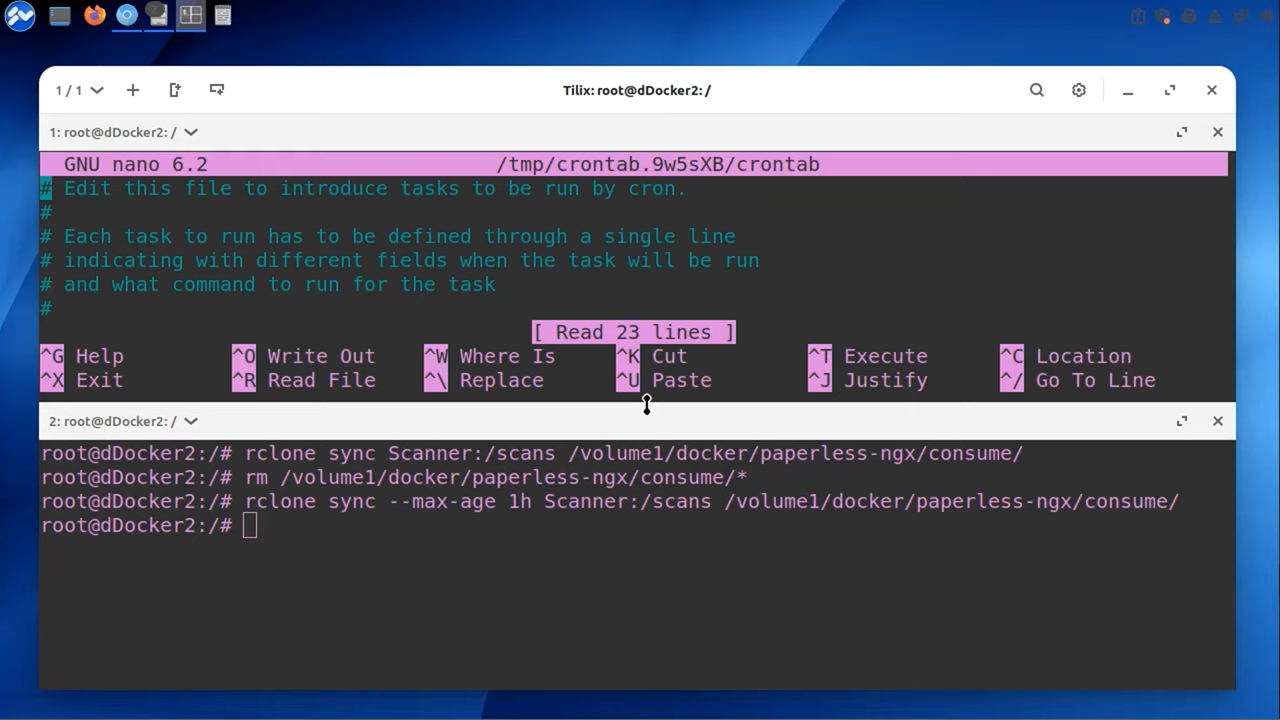 1 / 1
Tilix: root@dDocker2: /
1: root@dDocker2: /
GNU nano 6.2 /tmp/crontab.9w5sXB/crontab
# Edit this file to introduce tasks to be run by cron.
#
# Each task to run has to be defined through a single line
# indicating with different fields when the task will be run
# and what command to run for the task
#
[ Read 23 lines ]
^G Help ^O Write Out ^W Where Is ^K Cut ^T Execute ^C Location
^X Exit ^R Read File ^\ Replace ^U Paste ^J Justify ^/ Go To Line
2: root@dDocker2: /
root@dDocker2:/# rclone sync Scanner:/scans /volume1/docker/paperless-ngx/consume/
root@dDocker2:/# rm /volume1/docker/paperless-ngx/consume/*
root@dDocker2:/# rclone sync --max-age 1h Scanner:/scans /volume1/docker/paperless-ngx/consume/
root@dDocker2:/#